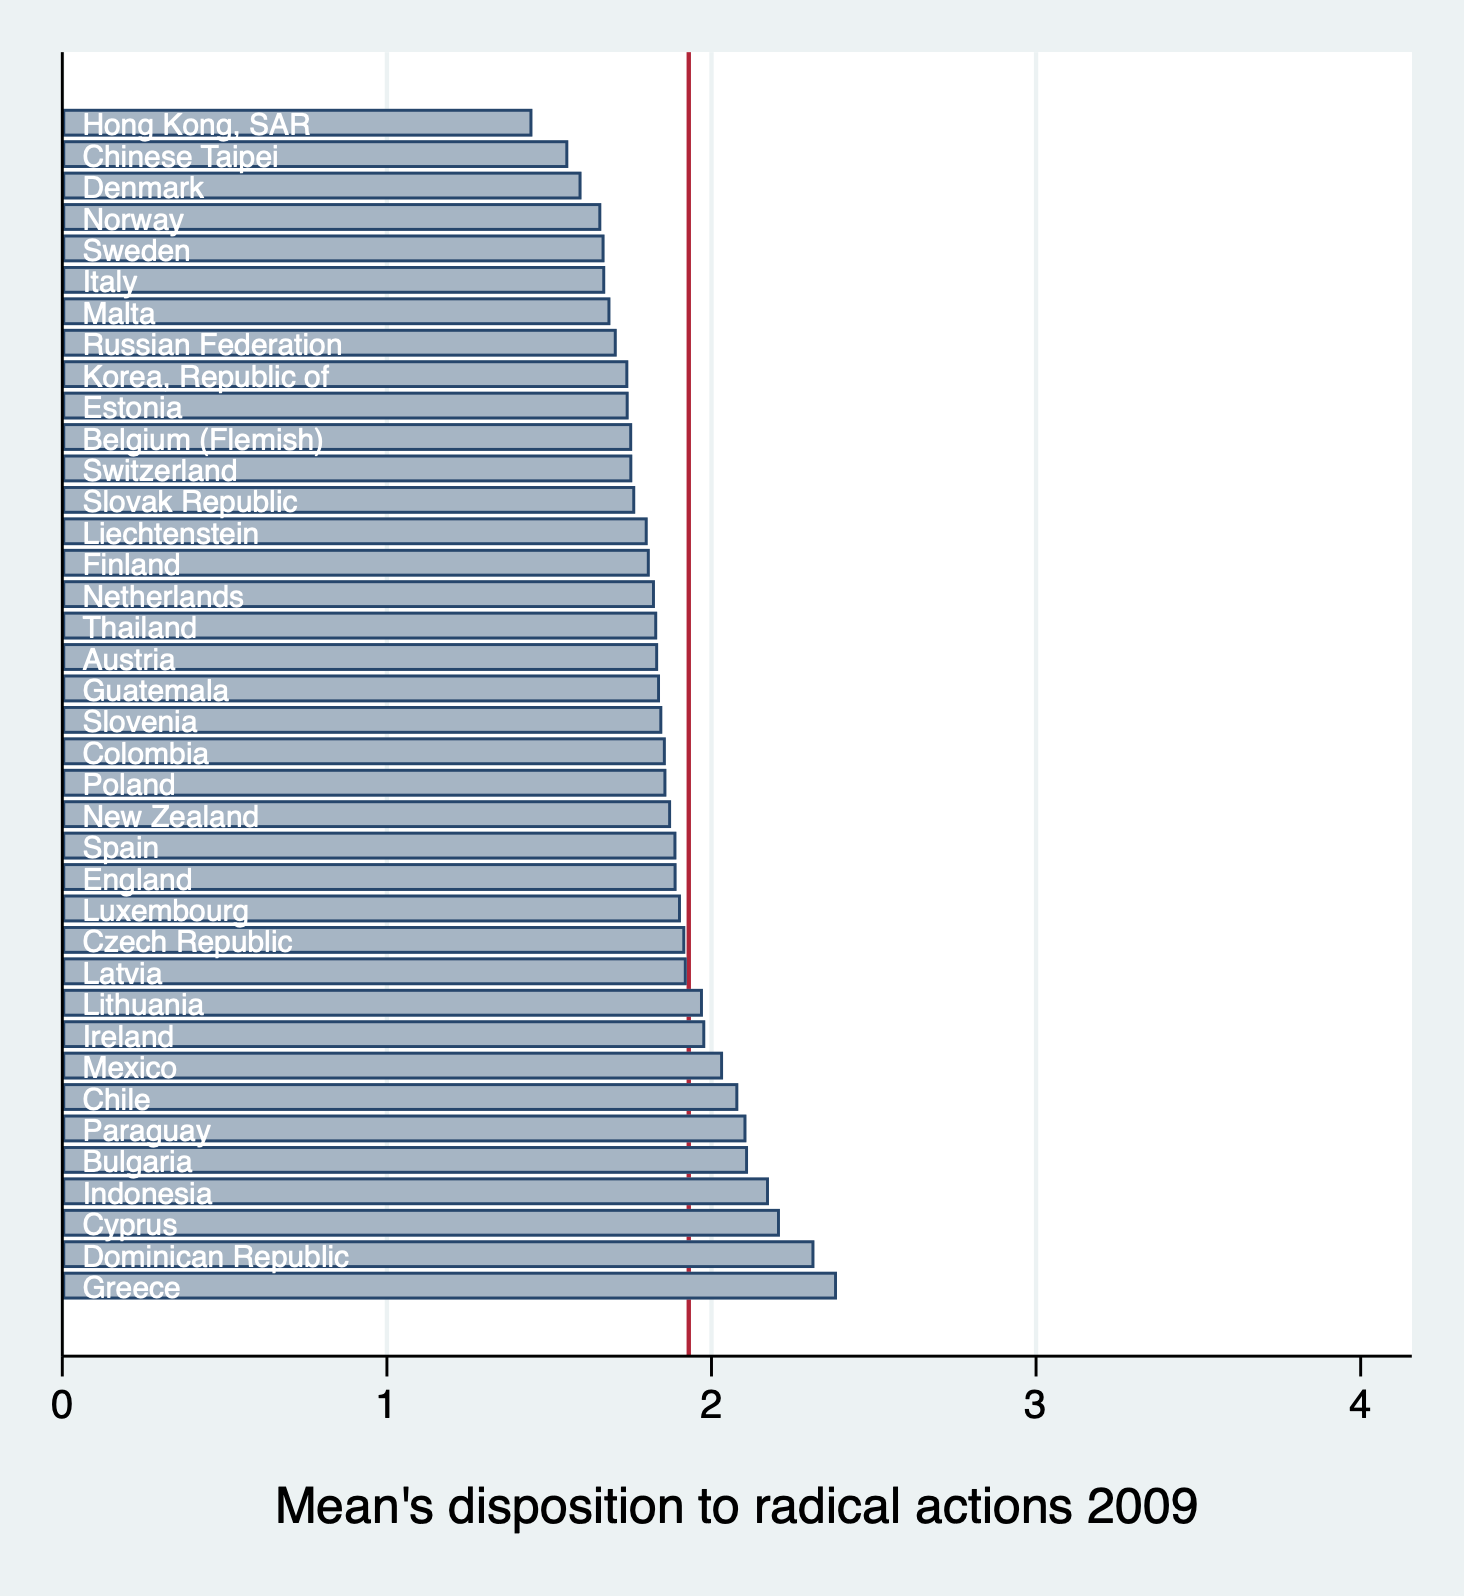 Hong Kong, SAR
Chinese Taipei
Denmark
Norway
Sweden
Italy
Malta
Russian Federation
Korea, Republic of
Estonia
Belgium (Flemish)
Switzerland
Slovak Republic
Liechtenstein
Finland
Netherlands
Thailand
Austria
Guatemala
Slovenia
Colombia
Poland
New Zealand
Spain
England
Luxembourg
Czech Republic
Latvia
Lithuania
Ireland
Mexico
Chile
Paraguay
Bulgaria
Indonesia
Cyprus
Dominican Republic
Greece
0 1 2 3 4
Mean's disposition to radical actions 2009